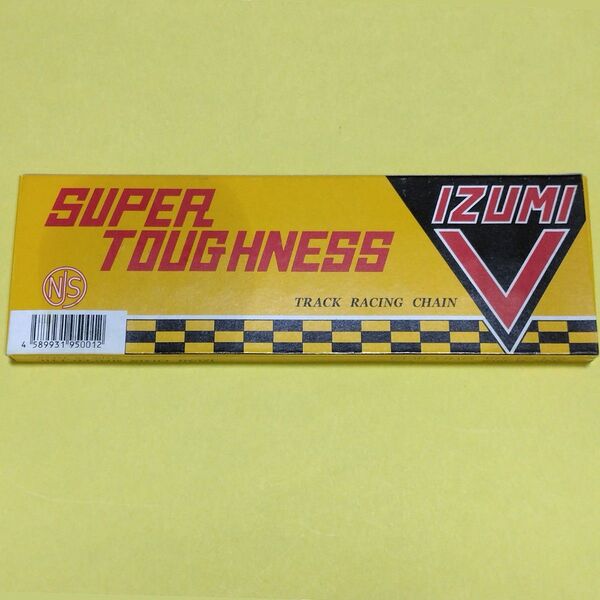 SUPER
TOUGHNESS
IZUMI
V
TRACK RACING CHAIN
NJS
4 589931 950012